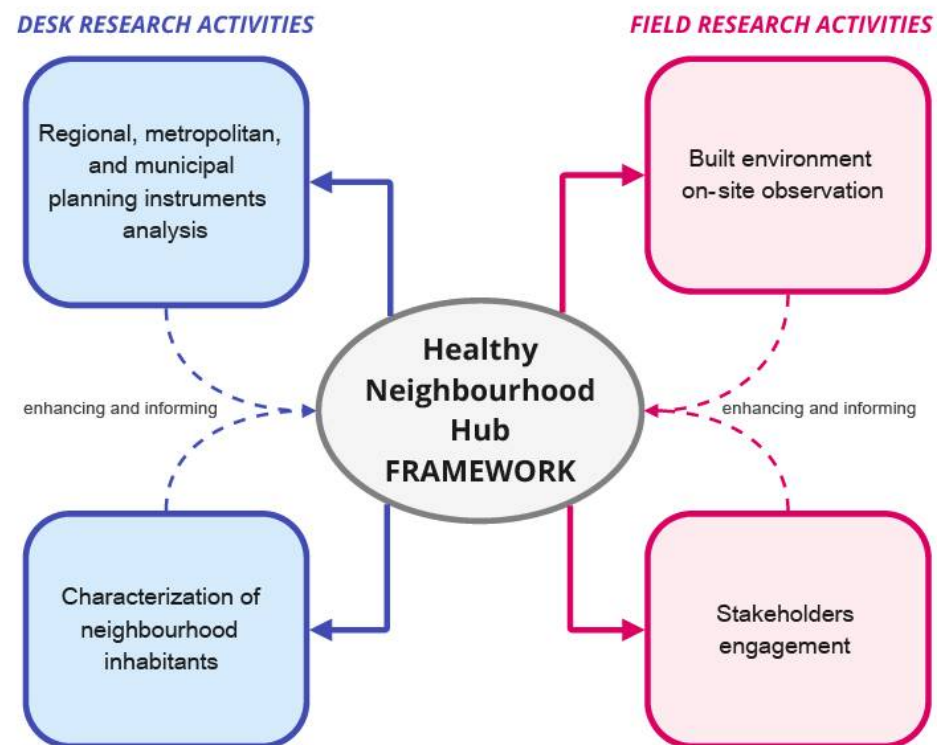 DESK RESEARCH ACTIVITIES
FIELD RESEARCH ACTIVITIES
Regional, metropolitan,
and municipal
planning instruments
analysis
Built environment
on-site observation
Healthy
Neighbourhood
Hub
FRAMEWORK
enhancing and informing
enhancing and informing
Characterization of
neighbourhood
inhabitants
Stakeholders
engagement